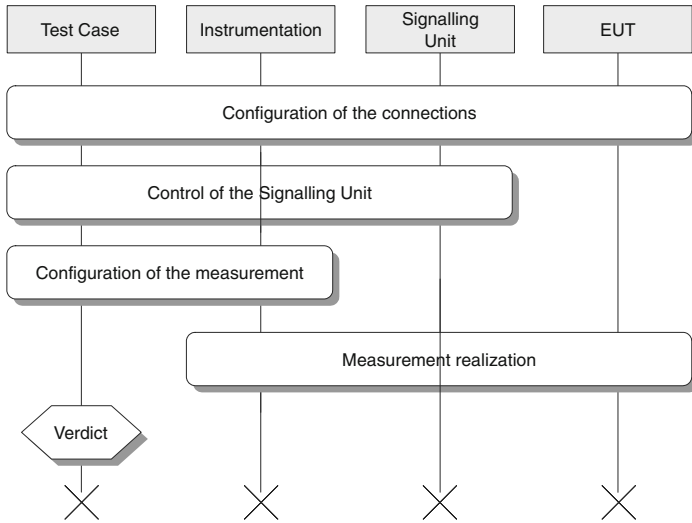 Test Case
Instrumentation
Signalling
Unit
EUT
Configuration of the connections
Control of the Signalling Unit
Configuration of the measurement
Measurement realization
Verdict